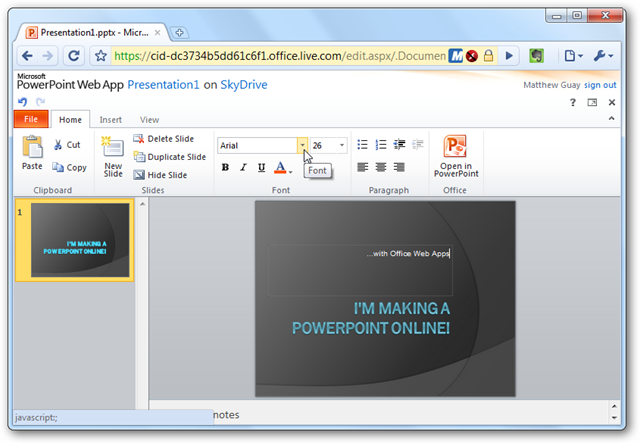 Presentation1.pptx - Micr...
https://cid-dc3734b5dd61c6f1.office.live.com/edit.aspx/.Documen
Microsoft
PowerPoint Web App Presentation1 on SkyDrive
Matthew Guay sign out
File Home Insert View
Paste
Cut
Copy
Clipboard
New Slide
Delete Slide
Duplicate Slide
Hide Slide
Slides
Arial 26
B I U A
Font
Font
Paragraph
Open in PowerPoint
Office
1
I'M MAKING A
POWERPOINT ONLINE!
...with Office Web Apps
I'M MAKING A
POWERPOINT ONLINE!
javascript:;
notes